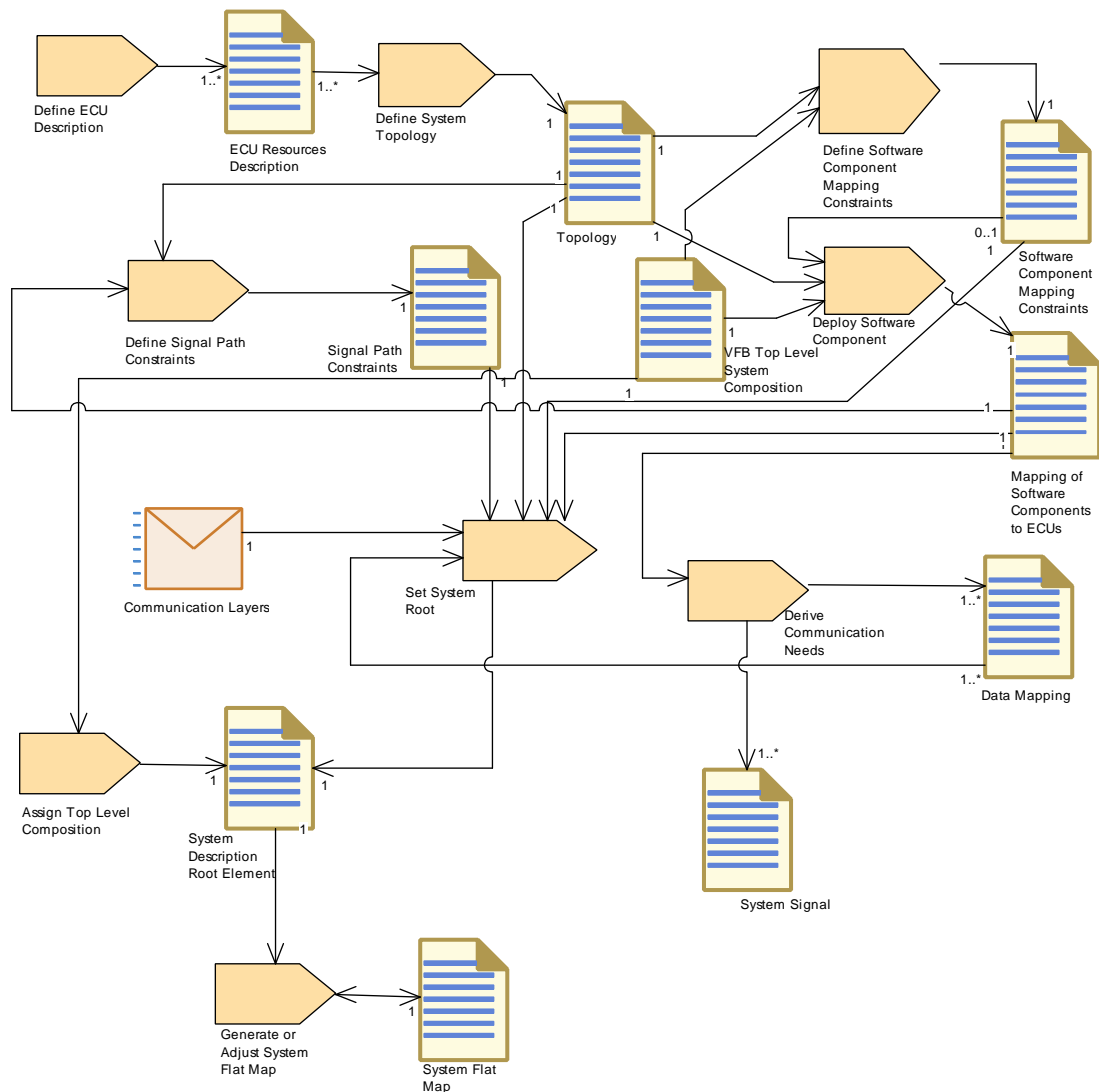 1..*
1..*
Define ECU
Description
ECU Resources
Description
Define System
Topology
1
1
1
Define Software
Component
Mapping
Constraints
1
1
1
Topology
1
0..1
1
Software
Component
Mapping
Constraints
Define Signal Path
Constraints
1
Signal Path
Constraints
1
Deploy Software
Component
VFB Top Level
System
Composition
1
1
1
1
1
Mapping of
Software
Components
to ECUs
1
Communication Layers
Set System
Root
Derive
Communication
Needs
1..*
1..*
Data Mapping
1..*
System Signal
Assign Top Level
Composition
1
1
1
System
Description
Root Element
Generate or
Adjust System
Flat Map
1
System Flat
Map